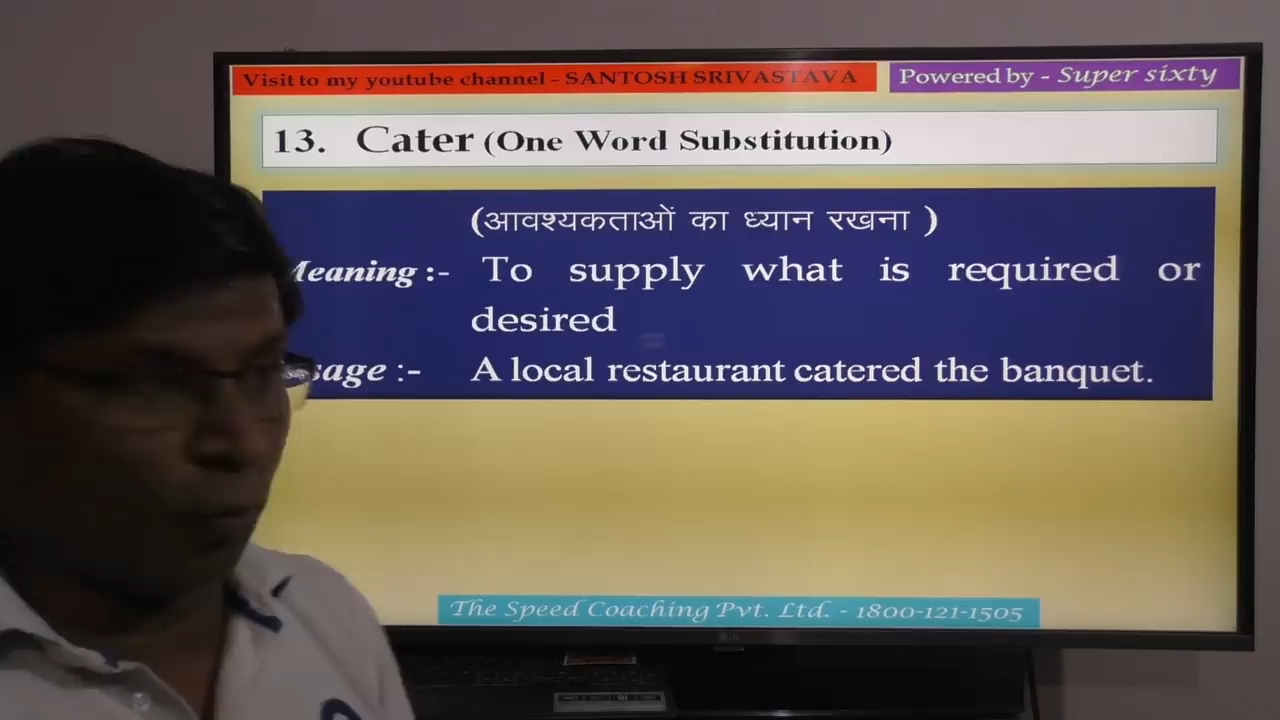 Visit to my youtube channel - SANTOSH SRIVASTAVA
Powered by - Super sixty
13. Cater (One Word Substitution)
(आवश्यकताओं का ध्यान रखना )
Meaning :- To supply what is required or
desired
:- A local restaurant catered the banquet.
The Speed Coaching Pvt. Ltd. - 1800-121-1505
LG